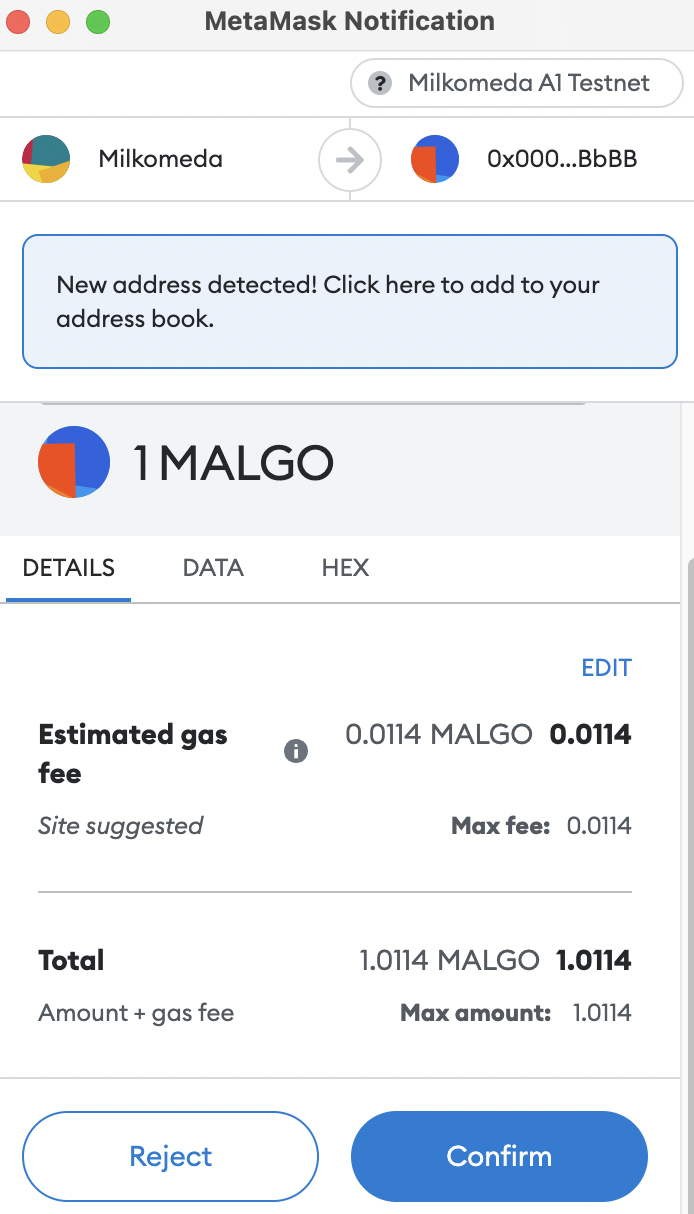 MetaMask Notification
? Milkomeda A1 Testnet
Milkomeda 0x000...BbBB
New address detected! Click here to add to your
address book.
1 MALGO
DETAILS DATA HEX
EDIT
Estimated gas
fee
i
0.0114 MALGO 0.0114
Site suggested Max fee: 0.0114
Total 1.0114 MALGO 1.0114
Amount + gas fee Max amount: 1.0114
Reject Confirm